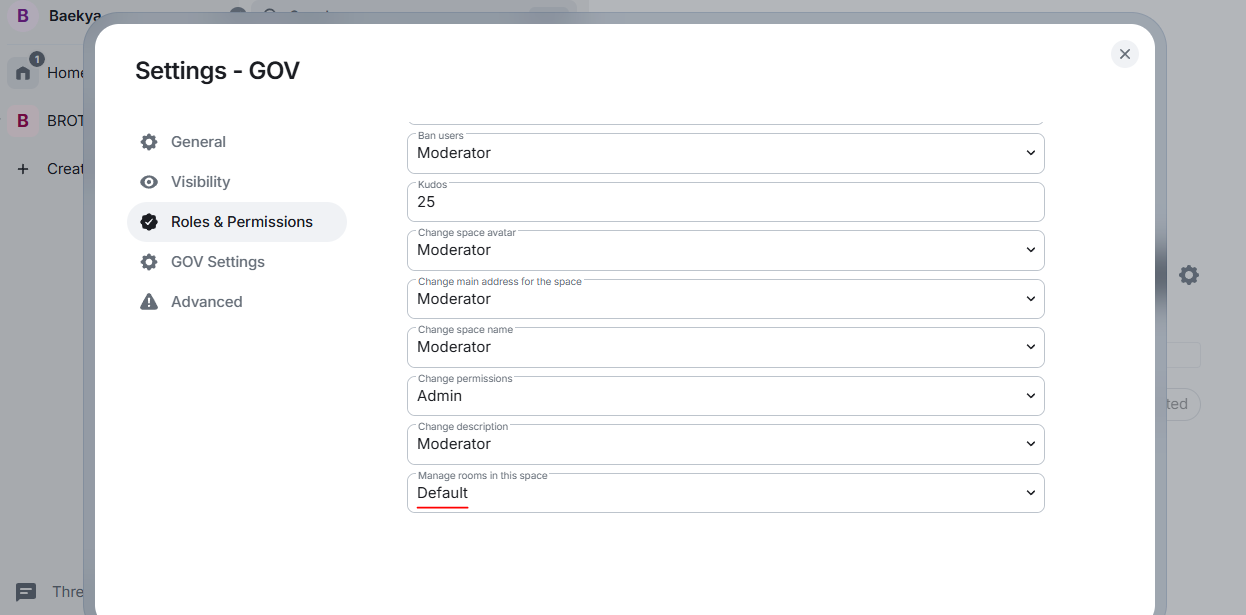 B Baekya
Settings - GOV
1
Home
B BROT
+ Creat
General
Visibility
Roles & Permissions
GOV Settings
Advanced
Ban users
Moderator
Kudos
25
Change space avatar
Moderator
Change main address for the space
Moderator
Change space name
Moderator
Change permissions
Admin
Change description
Moderator
Manage rooms in this space
Default
ted
Thre